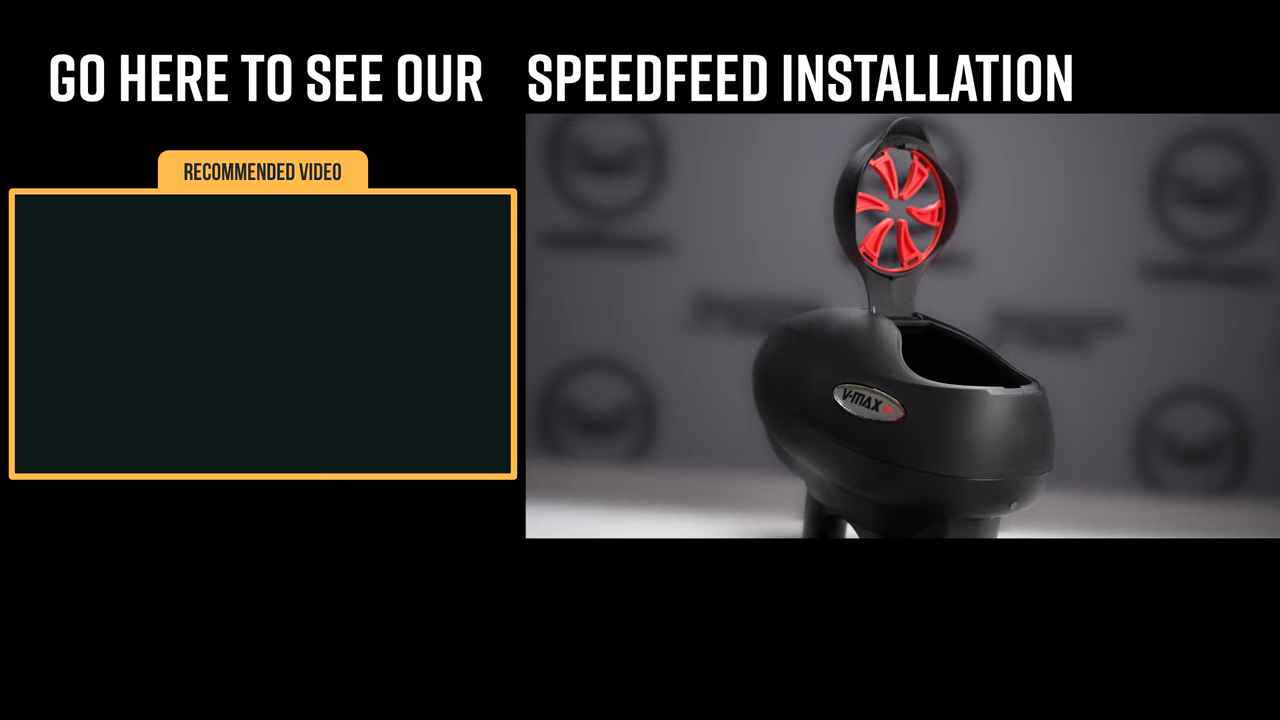 GO HERE TO SEE OUR SPEEDFEED INSTALLATION
RECOMMENDED VIDEO
V-MAX+